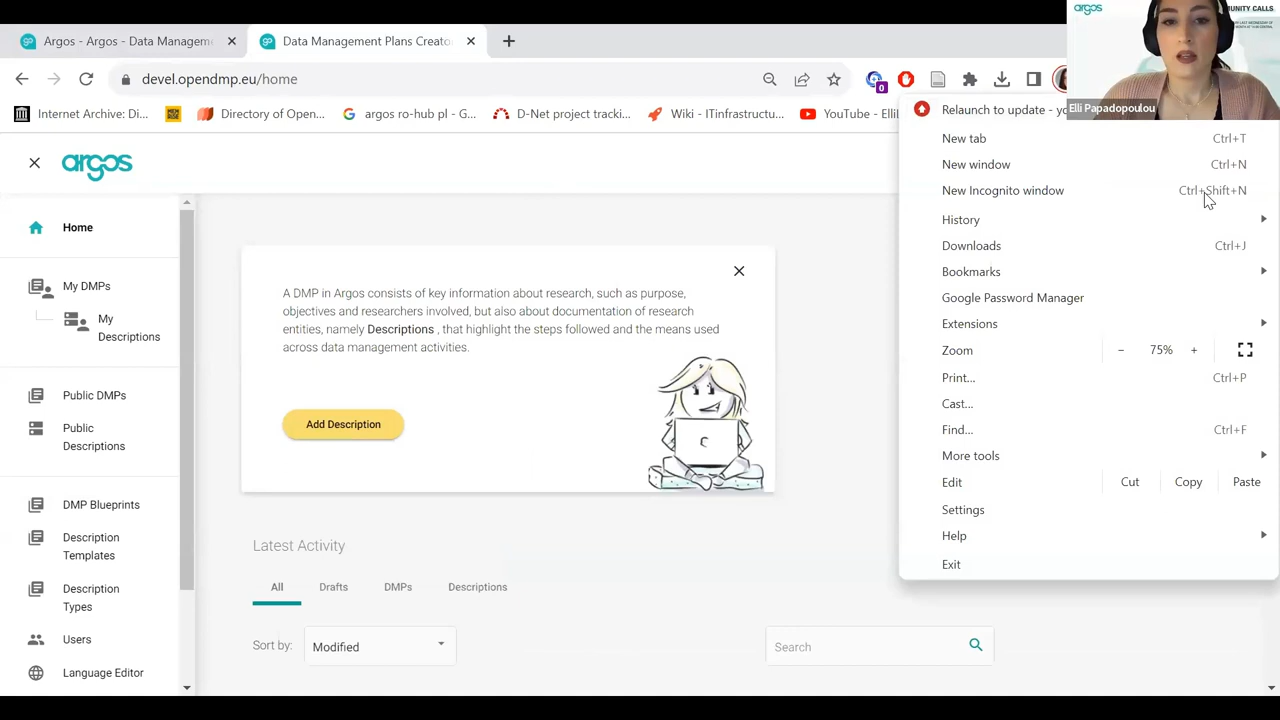 Argos - Argos - Data Managem
Data Management Plans Creato
argos
MUNITY CALLS
devel.opendmp.eu/home
0
Elli Papadopoulou
Internet Archive: Di...
Directory of Open...
argos ro-hub pl - G...
D-Net project tracki...
Wiki - ITinfrastructu...
YouTube - ElliP
argos
Home
My DMPs
My
Descriptions
Public DMPs
Public
Descriptions
DMP Blueprints
Description
Templates
Description
Types
Users
Language Editor
A DMP in Argos consists of key information about research, such as purpose,
objectives and researchers involved, but also about documentation of research
entities, namely Descriptions , that highlight the steps followed and the means used
across data management activities.
Add Description
Latest Activity
All Drafts DMPs Descriptions
Sort by: Modified
Search
Relaunch to update - yo
New tab Ctrl+T
New window Ctrl+N
New Incognito window Ctrl+Shift+N
History
Downloads Ctrl+J
Bookmarks
Google Password Manager
Extensions
Zoom − 75% +
Print... Ctrl+P
Cast...
Find... Ctrl+F
More tools
Edit Cut Copy Paste
Settings
Help
Exit